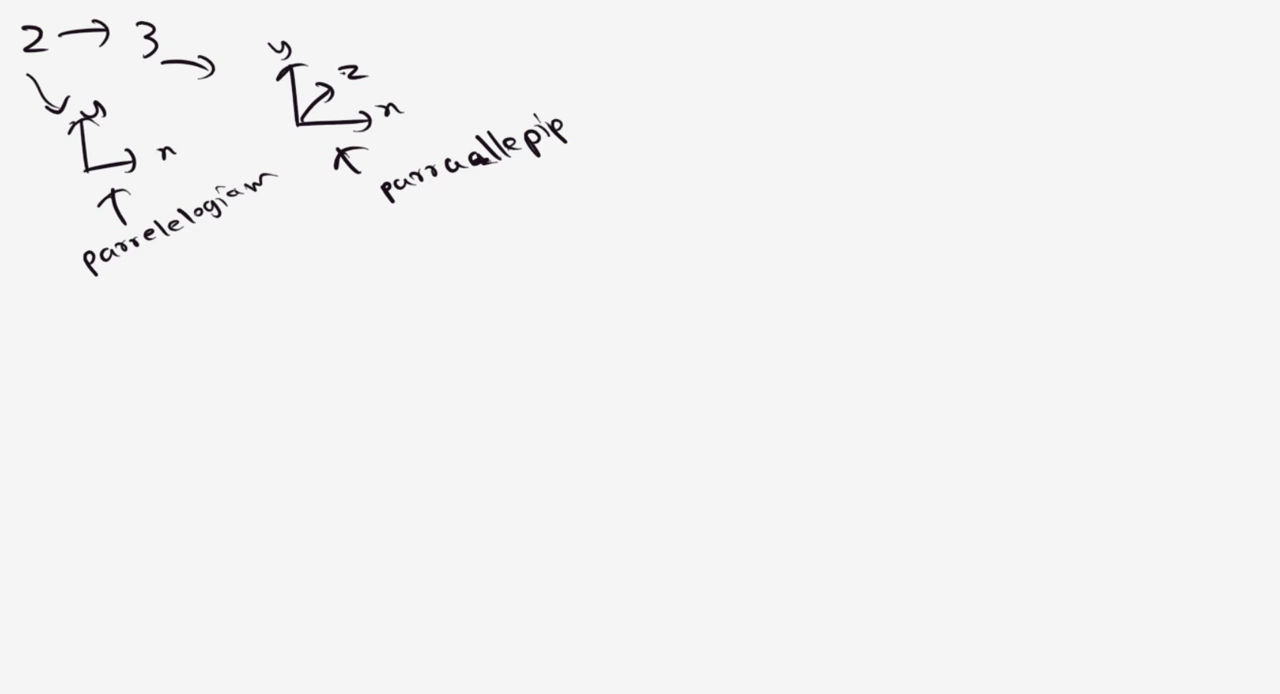 2 → 3 →
y
z
x
y
x
parraallepip
parrelelogram